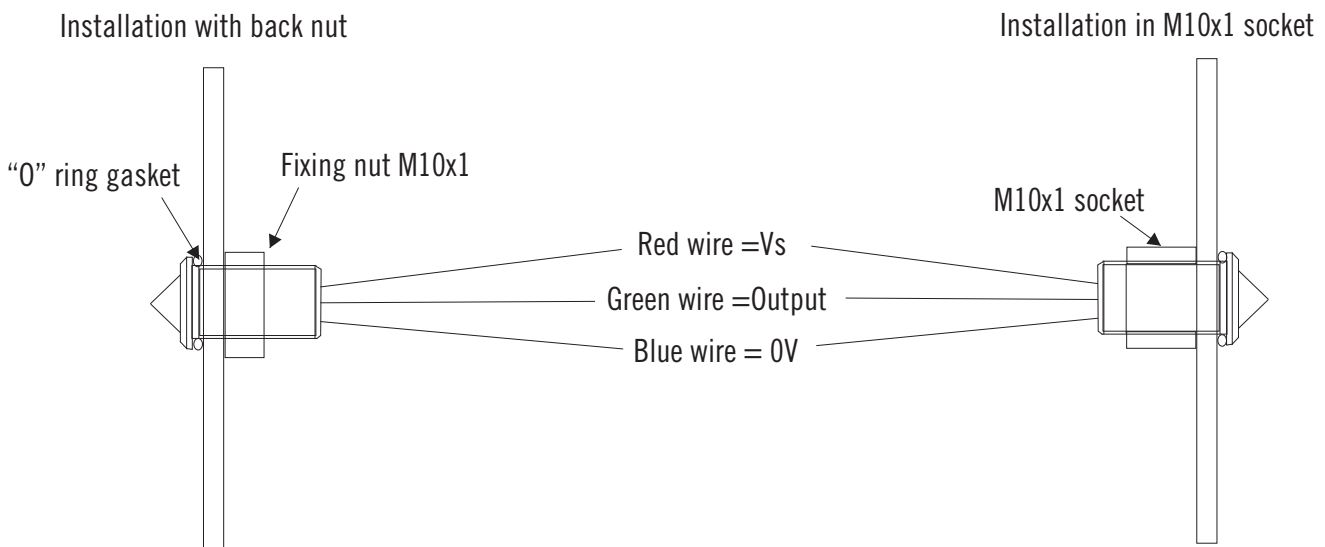 Installation with back nut
Installation in M10x1 socket
“O” ring gasket
Fixing nut M10x1
M10x1 socket
Red wire =Vs
Green wire =Output
Blue wire = 0V